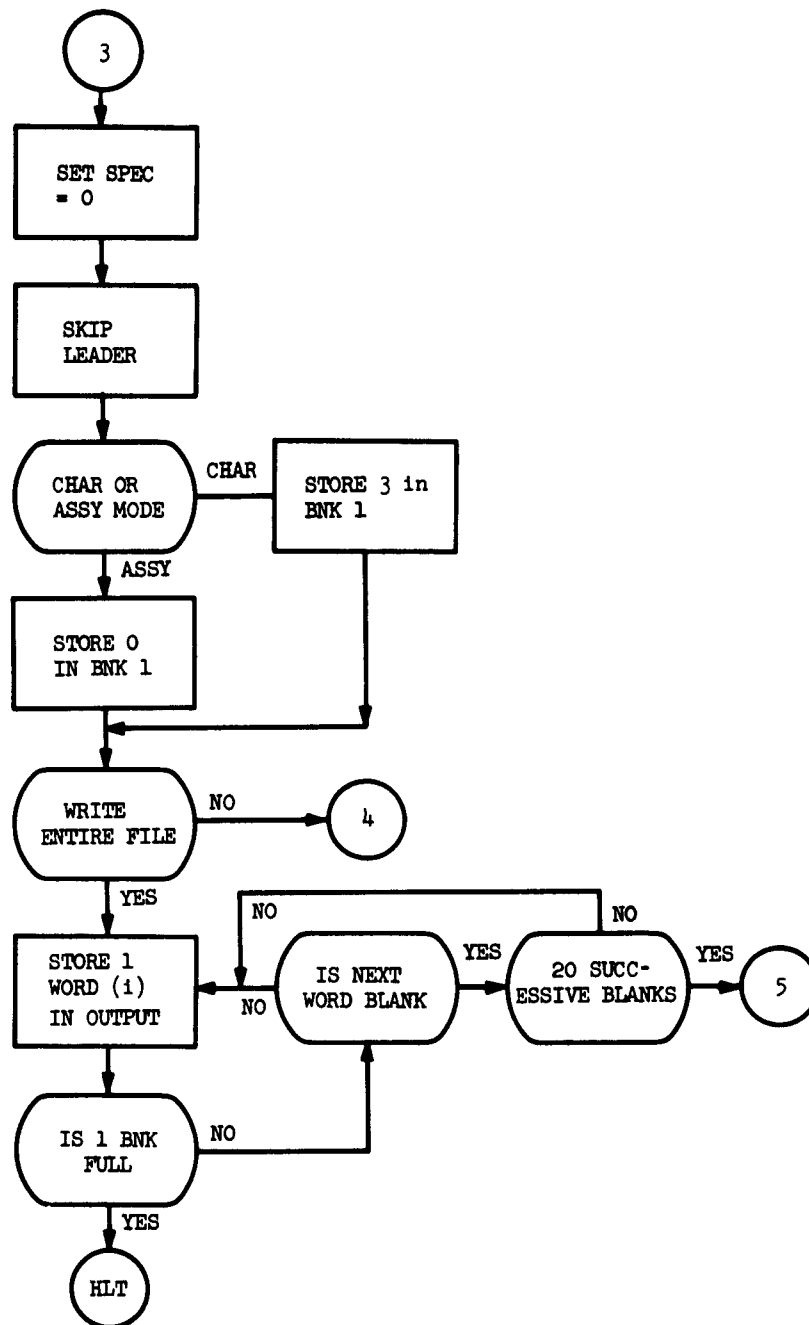 3
SET SPEC
= 0
SKIP
LEADER
CHAR OR
ASSY MODE
CHAR
STORE 3 in
BNK 1
ASSY
STORE 0
IN BNK 1
WRITE
ENTIRE FILE
NO
4
YES
STORE 1
WORD (i)
IN OUTPUT
NO
IS NEXT
WORD BLANK
NO
YES
20 SUCC-
ESSIVE BLANKS
NO
YES
5
IS 1 BNK
FULL
NO
YES
HLT